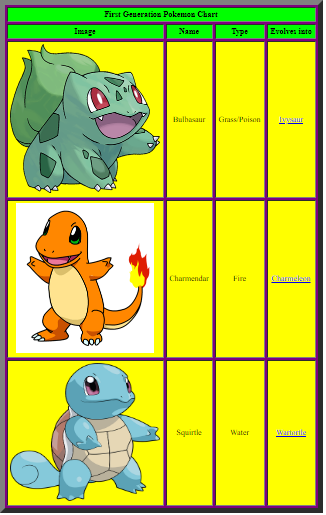 First Generation Pokemon Chart
Image Name Type Evolves into
Bulbasaur Grass/Poison Ivysaur
Charmendar Fire Charmeleon
Squirtle Water Wartortle